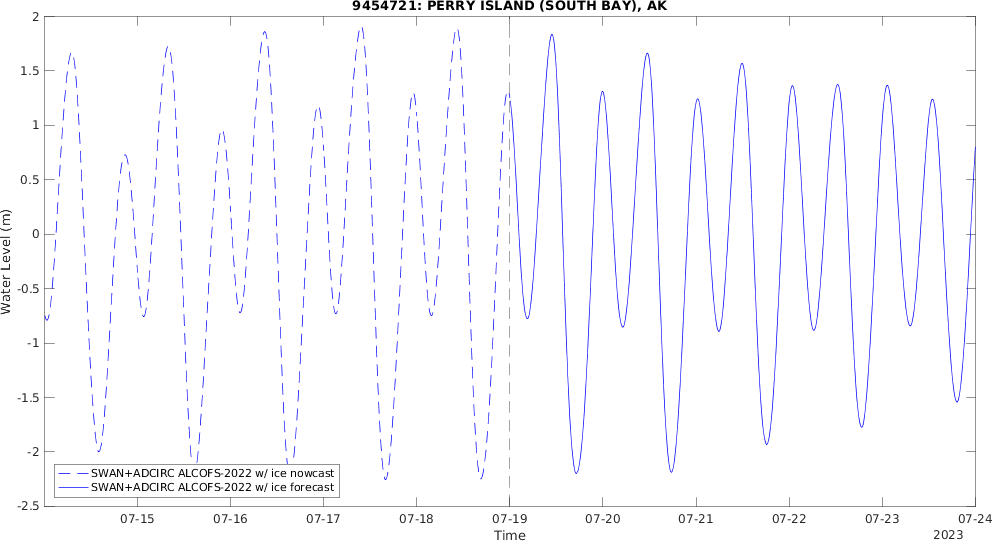 9454721: PERRY ISLAND (SOUTH BAY), AK
2
1.5
1
0.5
0
-0.5
-1
-1.5
-2
-2.5
Water Level (m)
SWAN+ADCIRC ALCOFS-2022 w/ ice nowcast
SWAN+ADCIRC ALCOFS-2022 w/ ice forecast
07-15 07-16 07-17 07-18 07-19 07-20 07-21 07-22 07-23 07-24
Time
2023